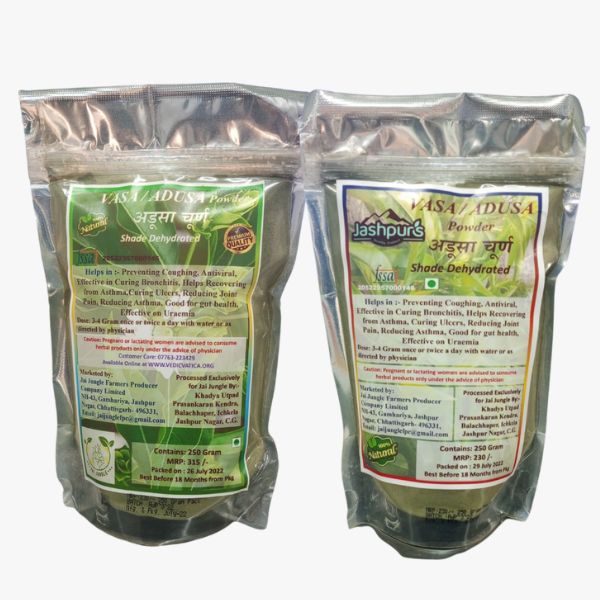 VASA / ADUSA Powder
अडूसा चूर्ण
100%
Natural
Shade Dehydrated
PREMIUM
QUALITY
fssai
20522957000146
Helps in :- Preventing Coughing, Antiviral,
Effective in Curing Bronchitis, Helps Recovering
from Asthma,Curing Ulcers, Reducing Joint
Pain, Reducing Asthma, Good for gut health,
Effective on Uraemia
Dose: 3-4 Gram once or twice a day with water or as
directed by physician
Caution: Pregnant or lactating women are advised to consume
herbal products only under the advice of physician
Customer Care: 07763-223429
Available Online at WWW.VEDICVATICA.ORG
Marketed by:
Jai Jungle Farmers Producer
Company Limited
NH-43, Gamhariya, Jashpur
Nagar, Chhattisgarh- 496331,
Email: jaijunglefpc@gmail.com
Processed Exclusively
for Jai Jungle By:
Khadya Utpad
Prasankaran Kendra,
Balachhaper, Ichkela
Jashpur Nagar, C.G.
Contains: 250 Gram
MRP: 315 /-
Packed on : 26 July 2022
Best Before 18 Months from Pkg
VASA / ADUSA
Powder
Jashpurs
अडूसा चूर्ण
fssai
20522957000146
Shade Dehydrated
Helps in :- Preventing Coughing, Antiviral,
Effective in Curing Bronchitis, Helps Recovering
from Asthma, Curing Ulcers, Reducing Joint
Pain, Reducing Asthma, Good for gut health,
Effective on Uraemia
Dose: 3-4 Gram once or twice a day with water or as
directed by physician
Caution: Pregnant or lactating women are advised to consume
herbal products only under the advice of physician
Marketed by:
Jai Jungle Farmers Producer
Company Limited
NH-43, Gamhariya, Jashpur
Nagar, Chhattisgarh- 496331,
Email: jaijunglefpc@gmail.com
Processed Exclusively
for Jai Jungle By:
Khadya Utpad
Prasankaran Kendra,
Balachhaper, Ichkela
Jashpur Nagar, C.G.
100%
Natural
Contains: 250 Gram
MRP: 230 /-
Packed on : 29 July 2022
Best Before 18 Months from Pkg